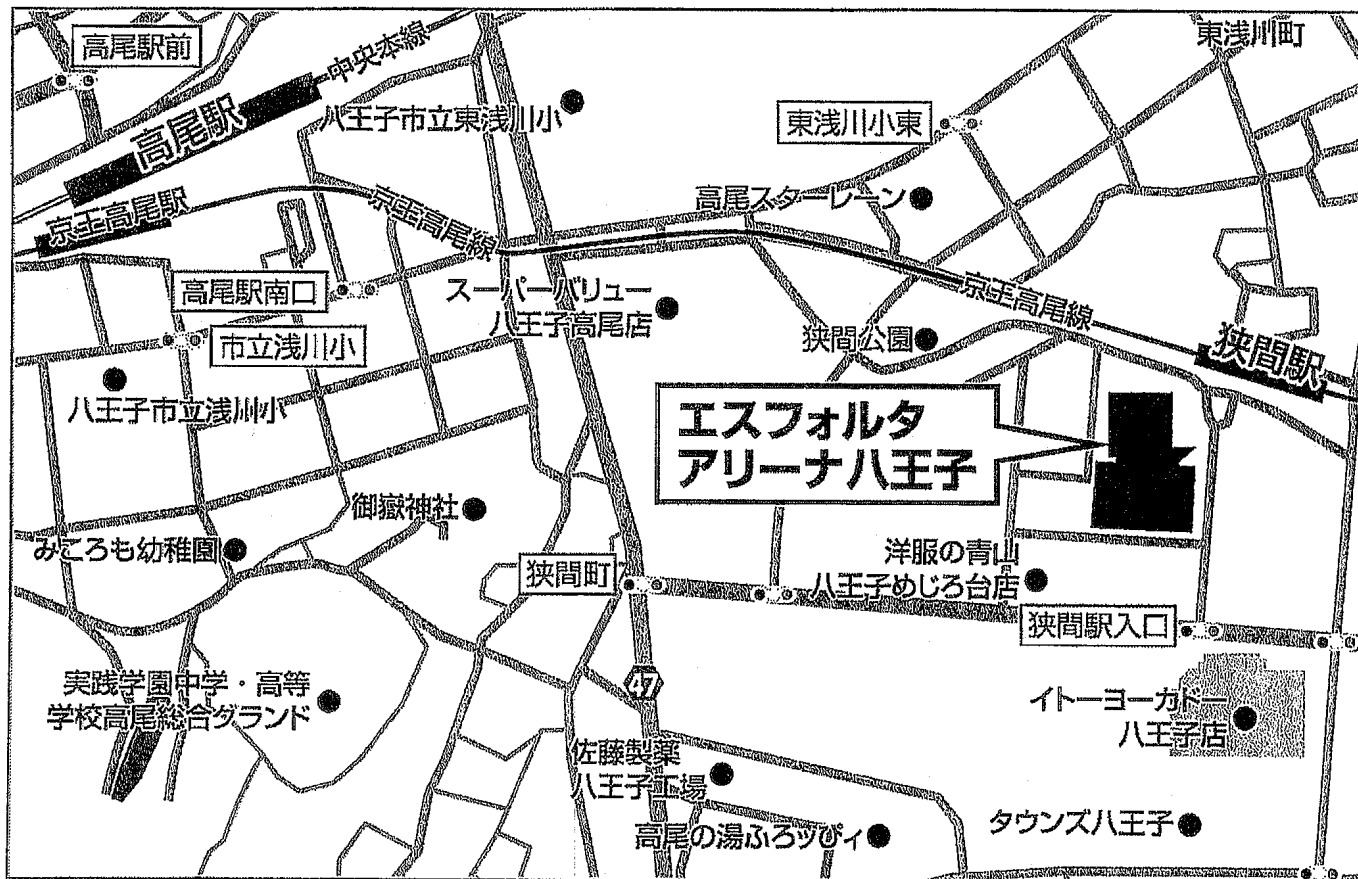 高尾駅前
中央本線
東浅川町
高尾駅
八王子市立東浅川小
東浅川小東
京王高尾駅
京王高尾線
高尾スターレーン
高尾駅南口
スーパーバリュー
八王子高尾店
京王高尾線
市立浅川小
狭間公園
狭間駅
八王子市立浅川小
エスフォルタ
アリーナ八王子
御嶽神社
みころも幼稚園
狭間町
洋服の青山
八王子めじろ台店
狭間駅入口
実践学園中学・高等
学校高尾総合グランド
47
イトーヨーカドー
八王子店
佐藤製薬
八王子工場
高尾の湯ふろッぴィ
タウンズ八王子